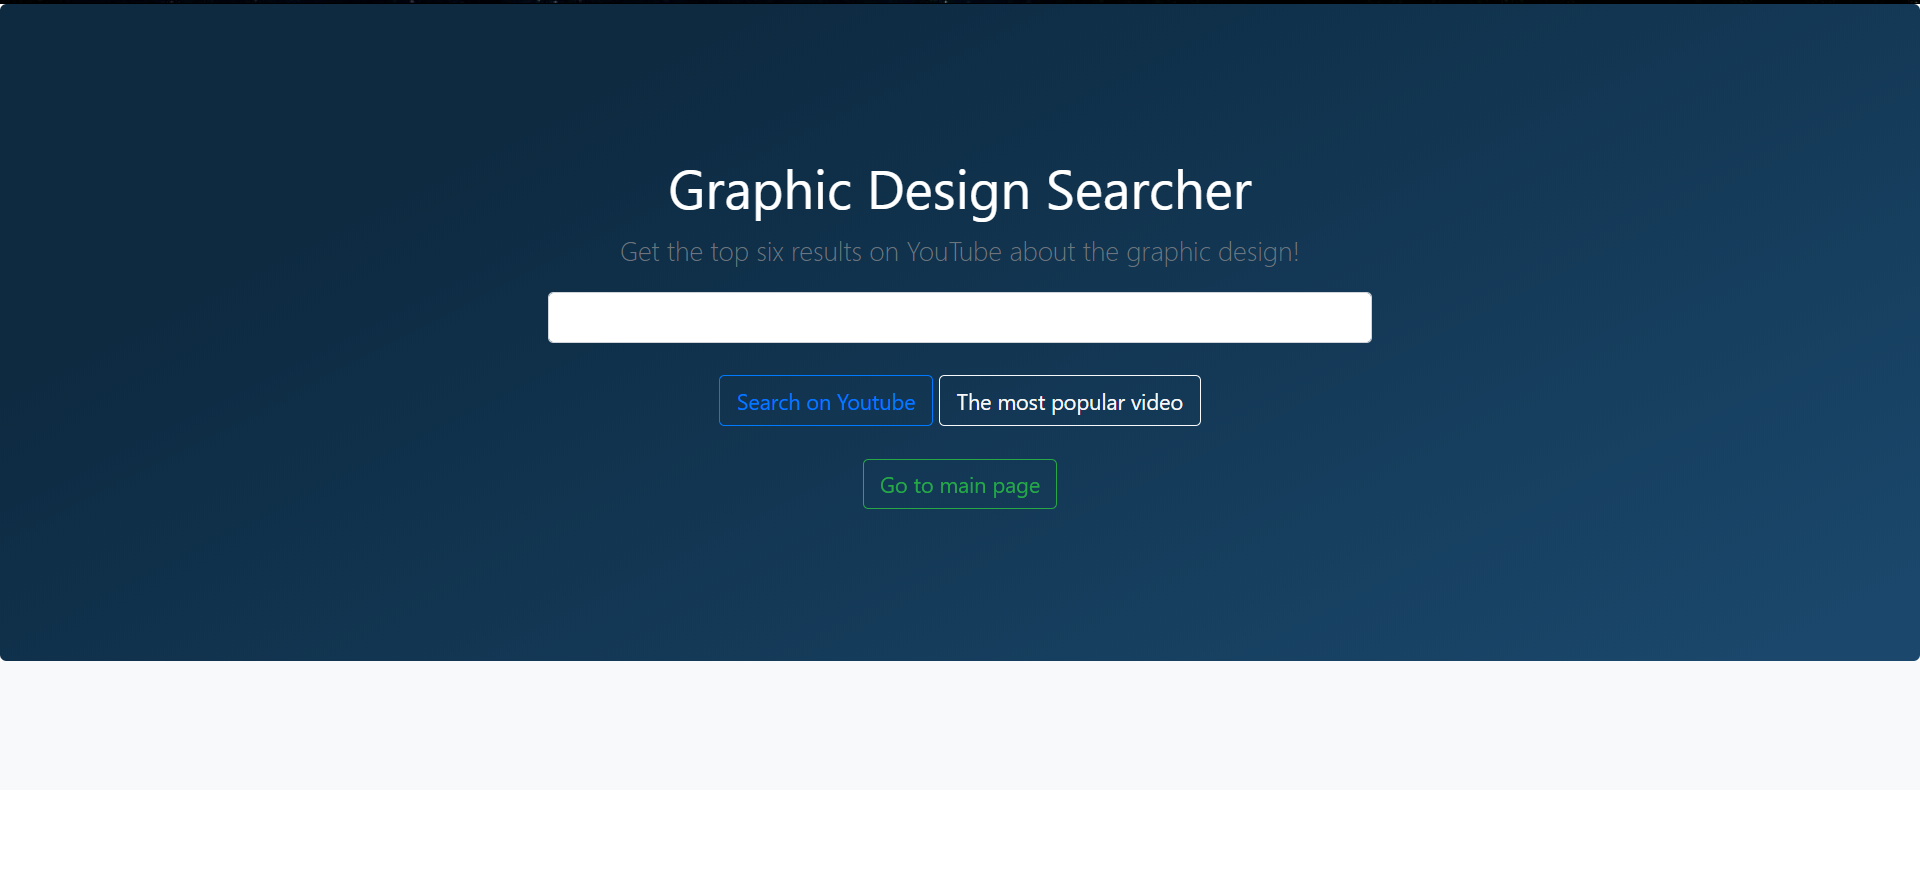 Graphic Design Searcher
Get the top six results on YouTube about the graphic design!
Search on Youtube The most popular video
Go to main page